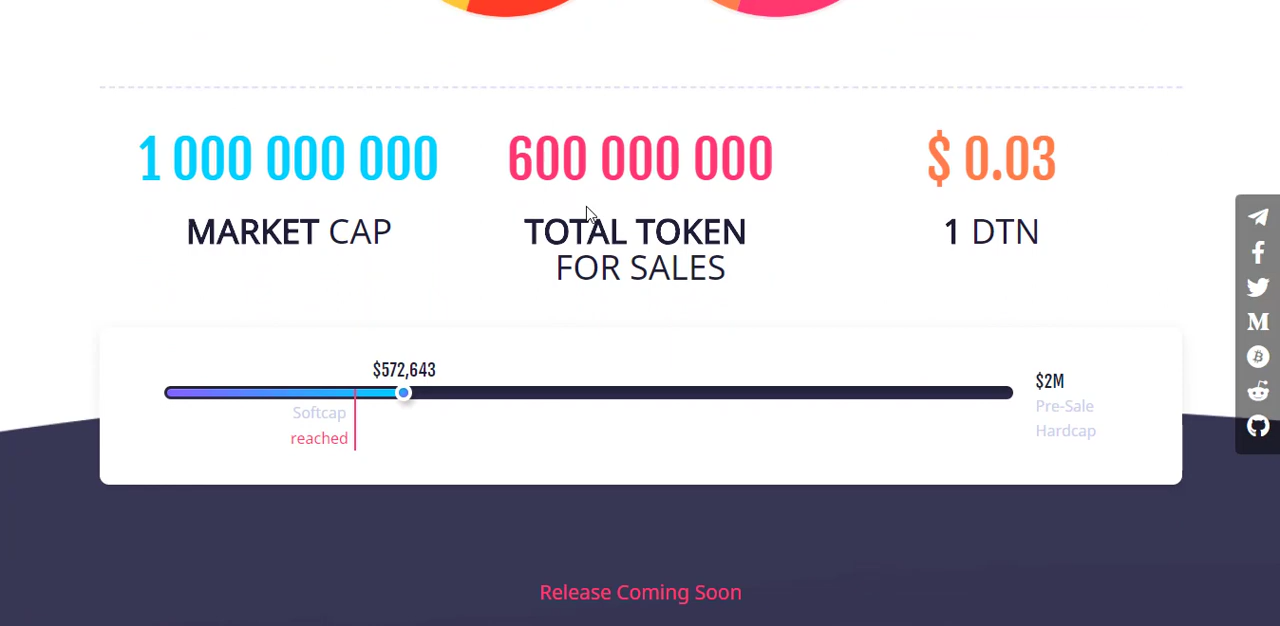 1 000 000 000
MARKET CAP
600 000 000
TOTAL TOKEN
FOR SALES
$ 0.03
1 DTN
$572,643
Softcap
reached
$2M
Pre-Sale
Hardcap
Release Coming Soon